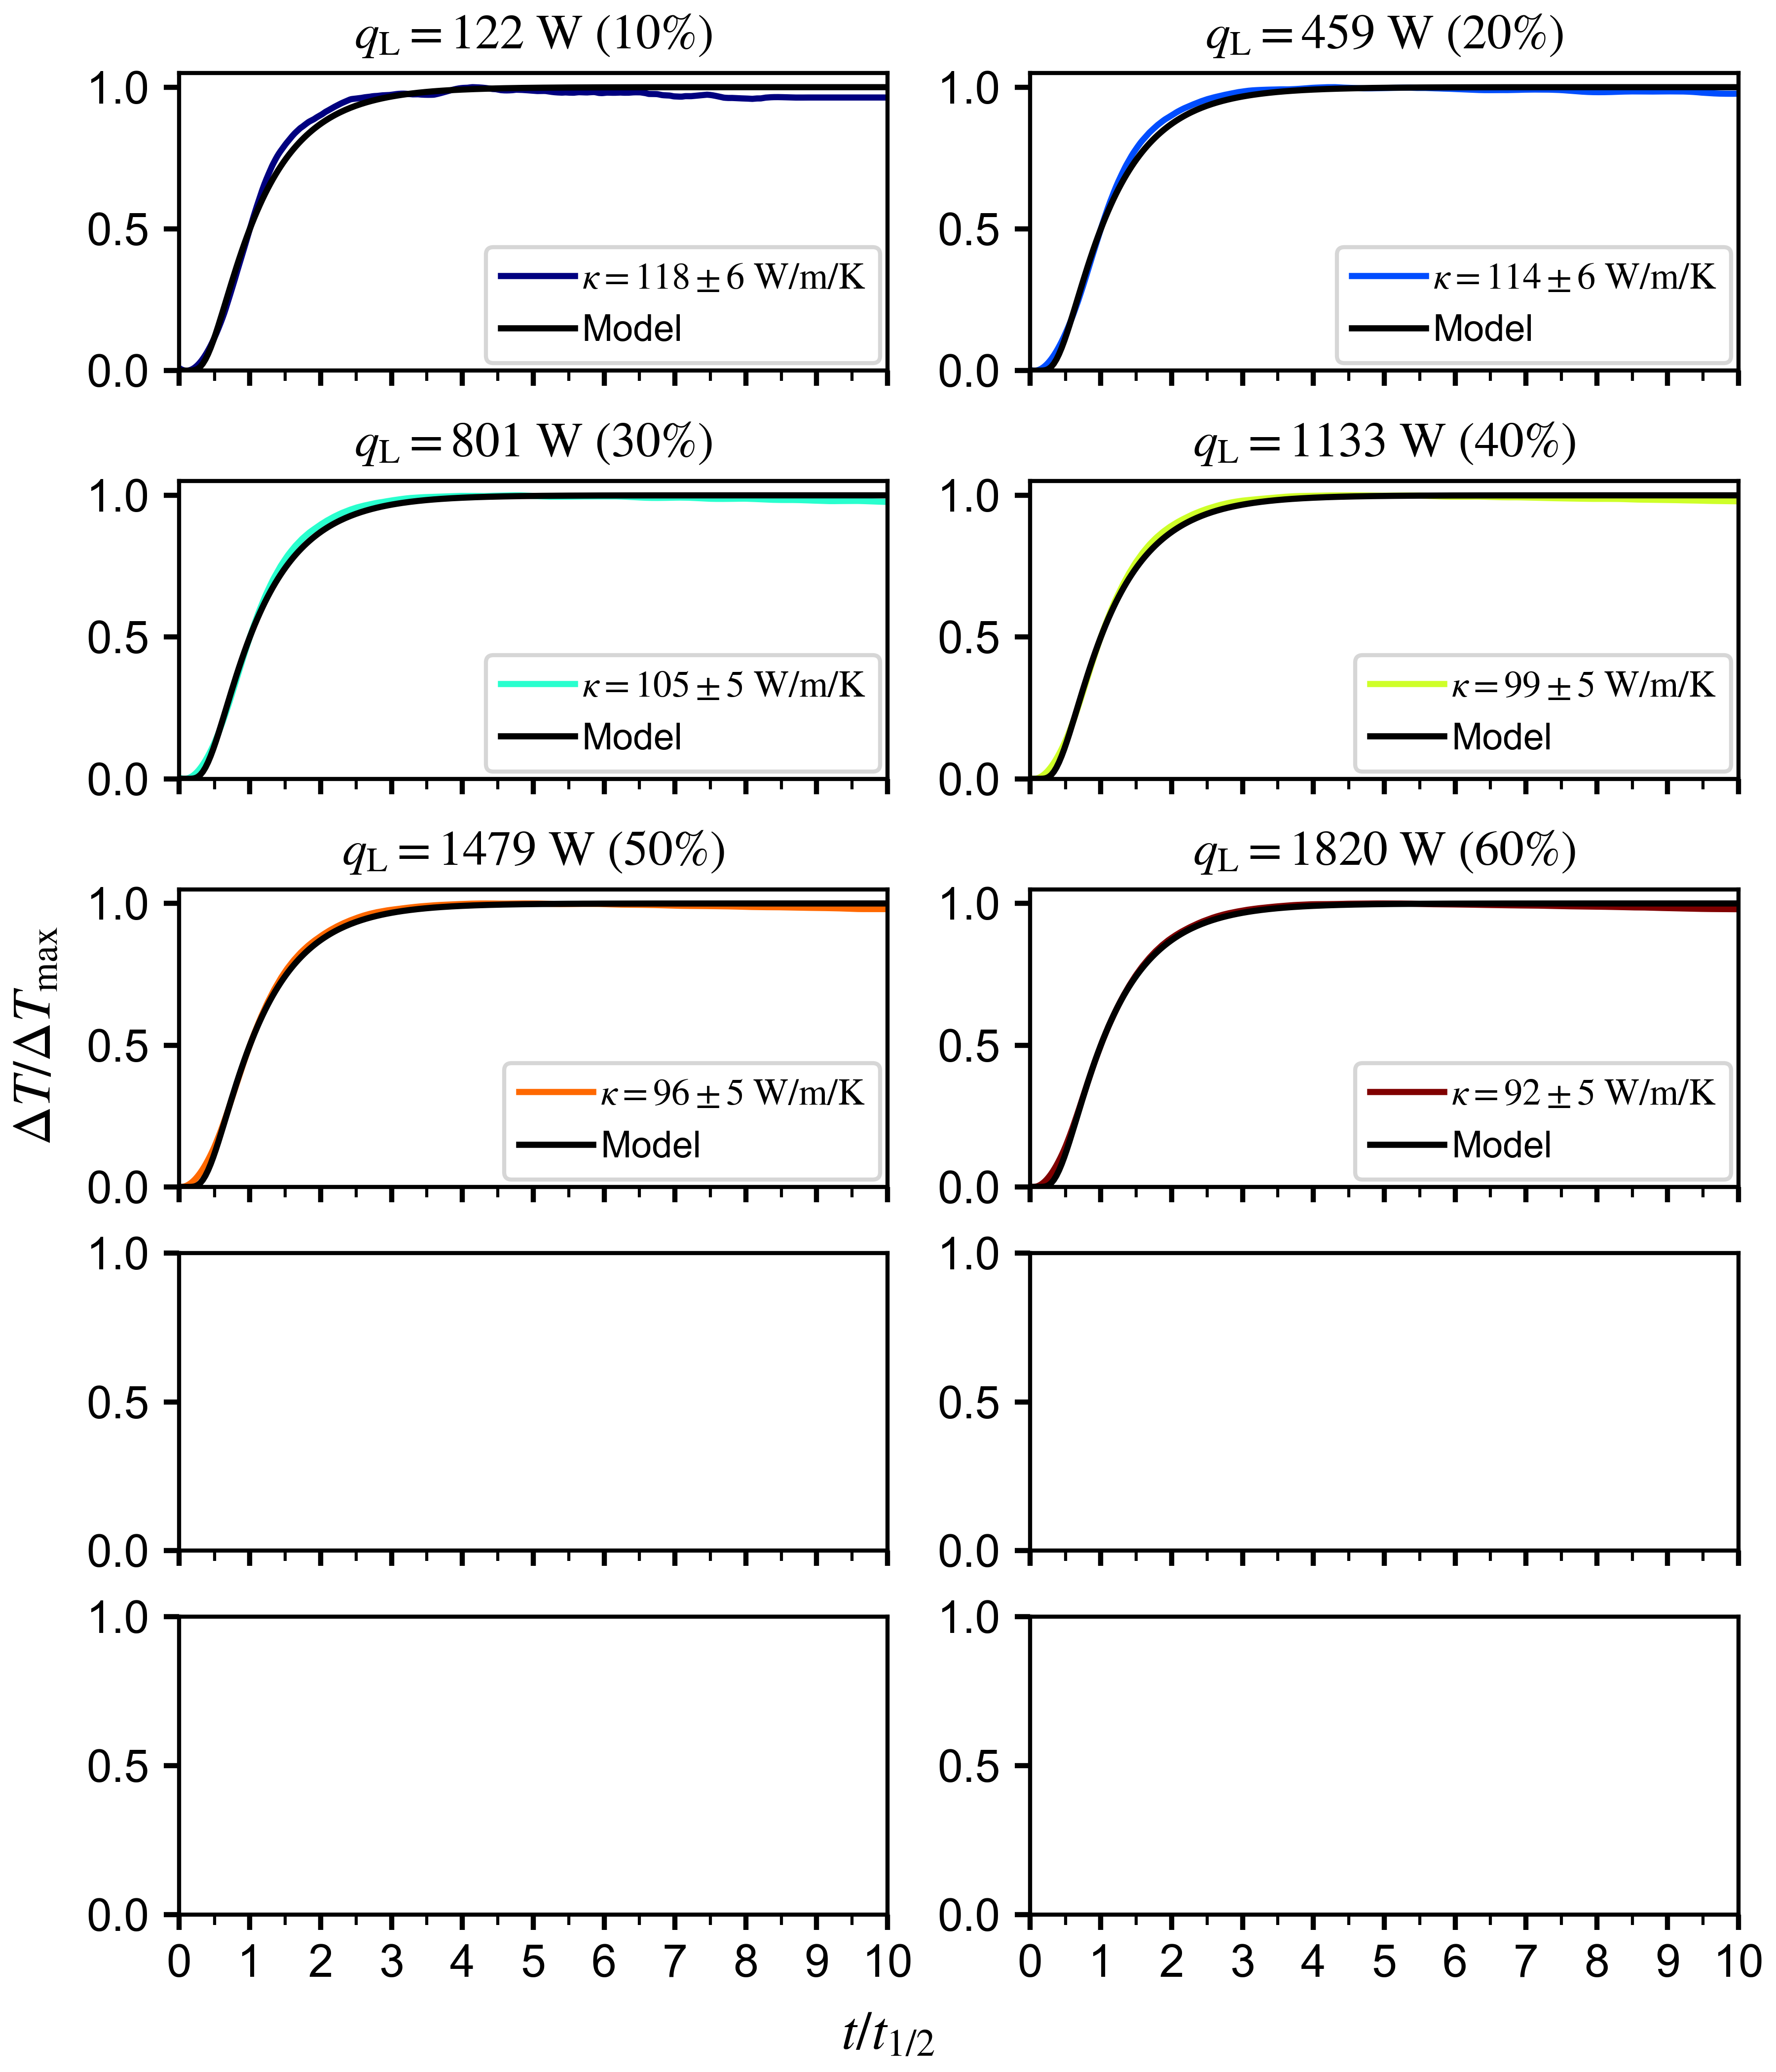 q_L = 122 W (10%)
1.0
0.5
0.0
κ = 118 ± 6 W/m/K
Model
q_L = 459 W (20%)
1.0
0.5
0.0
κ = 114 ± 6 W/m/K
Model
q_L = 801 W (30%)
1.0
0.5
0.0
κ = 105 ± 5 W/m/K
Model
q_L = 1133 W (40%)
1.0
0.5
0.0
κ = 99 ± 5 W/m/K
Model
q_L = 1479 W (50%)
1.0
0.5
0.0
κ = 96 ± 5 W/m/K
Model
q_L = 1820 W (60%)
1.0
0.5
0.0
κ = 92 ± 5 W/m/K
Model
ΔT/ΔT_max
1.0
0.5
0.0
1.0
0.5
0.0
1.0
0.5
0.0
0 1 2 3 4 5 6 7 8 9 10
1.0
0.5
0.0
0 1 2 3 4 5 6 7 8 9 10
t/t_1/2